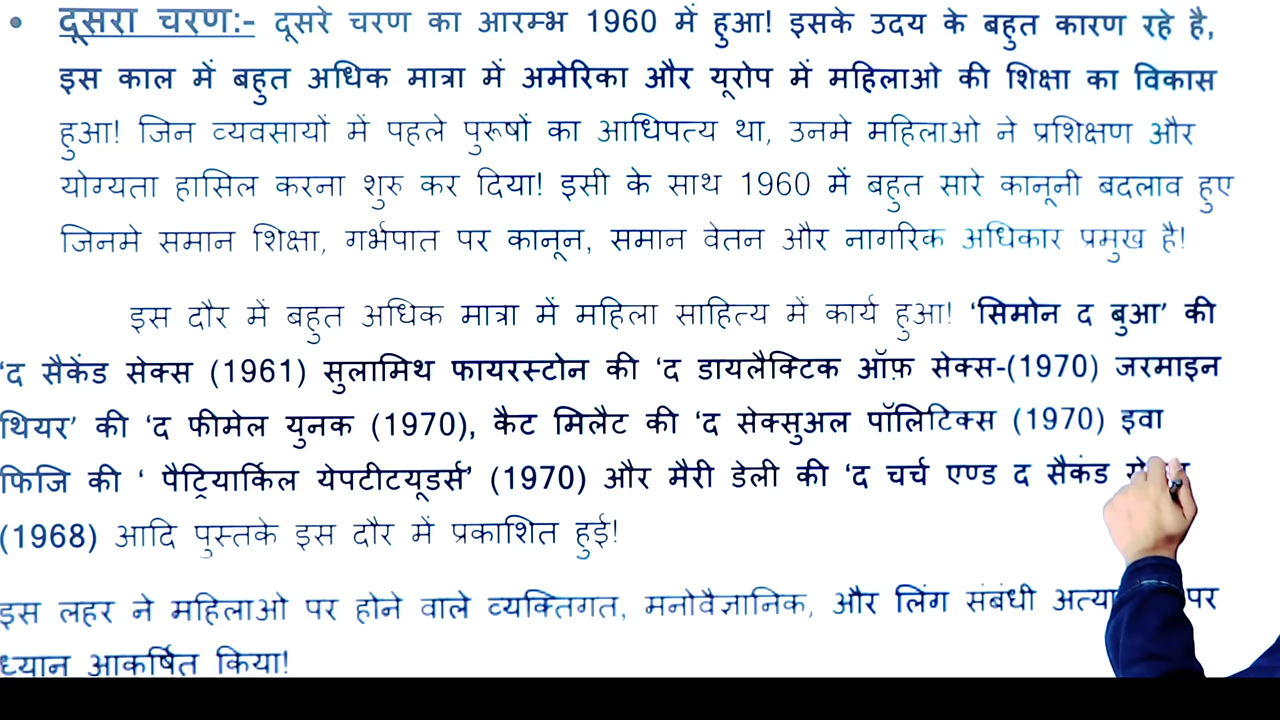 • दूसरा चरण:- दूसरे चरण का आरम्भ 1960 में हुआ! इसके उदय के बहुत कारण रहे है,
इस काल में बहुत अधिक मात्रा में अमेरिका और यूरोप में महिलाओ की शिक्षा का विकास
हुआ! जिन व्यवसायों में पहले पुरूषों का आधिपत्य था, उनमे महिलाओ ने प्रशिक्षण और
योग्यता हासिल करना शुरु कर दिया! इसी के साथ 1960 में बहुत सारे कानूनी बदलाव हुए
जिनमे समान शिक्षा, गर्भपात पर कानून, समान वेतन और नागरिक अधिकार प्रमुख है!
इस दौर में बहुत अधिक मात्रा में महिला साहित्य में कार्य हुआ! ‘सिमोन द बुआ’ की
‘द सैकेंड सेक्स (1961) सुलामिथ फायरस्टोन की ‘द डायलैक्टिक ऑफ़ सेक्स-(1970) जरमाइन
थियर’ की ‘द फीमेल युनक (1970), कैट मिलैट की ‘द सेक्सुअल पॉलिटिक्स (1970) इवा
फिजि की ‘ पैट्रियार्किल येपटीटयूडर्स’ (1970) और मैरी डेली की ‘द चर्च एण्ड द सैकंड
(1968) आदि पुस्तके इस दौर में प्रकाशित हुई!
इस लहर ने महिलाओ पर होने वाले व्यक्तिगत, मनोवैज्ञानिक, और लिंग संबंधी पर
ध्यान आकर्षित किया!